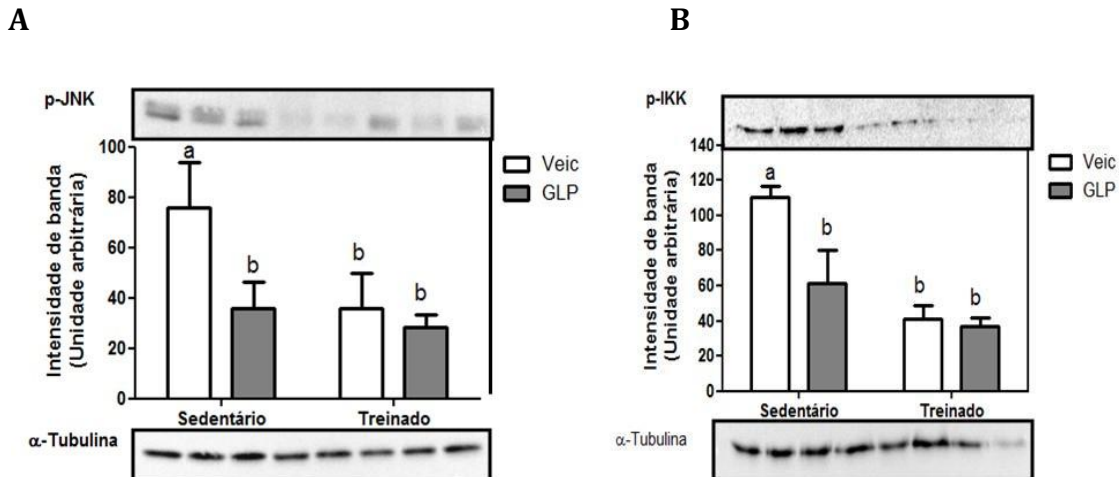 A
p-JNK
100
80
60
40
20
0
Intensidade de banda
(Unidade arbitrária)
a
b
b
b
Veic
GLP
Sedentário Treinado
α-Tubulina
B
p-IKK
140
120
100
80
60
40
20
0
Intensidade de banda
(Unidade arbitrária)
a
b
b
b
Veic
GLP
Sedentário Treinado
α-Tubulina